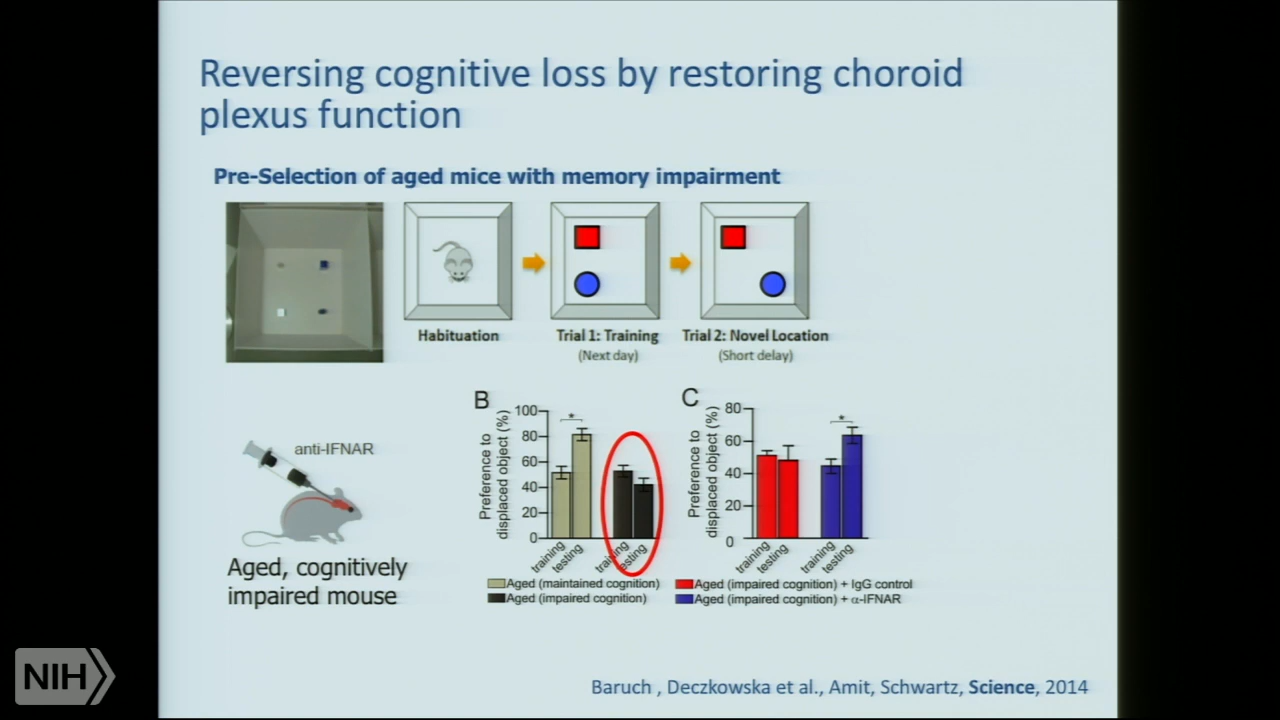 Reversing cognitive loss by restoring choroid
plexus function
Pre-Selection of aged mice with memory impairment
Habituation
Trial 1: Training
(Next day)
Trial 2: Novel Location
(Short delay)
anti-IFNAR
Aged, cognitively
impaired mouse
B
Preference to
displaced object (%)
100
80
60
40
20
0
*
training
testing
training
testing
Aged (maintained cognition)
Aged (impaired cognition)
C
Preference to
displaced object (%)
80
60
40
20
0
*
training
testing
training
testing
Aged (impaired cognition) + IgG control
Aged (impaired cognition) + α-IFNAR
Baruch , Deczkowska et al., Amit, Schwartz, Science, 2014
NIH